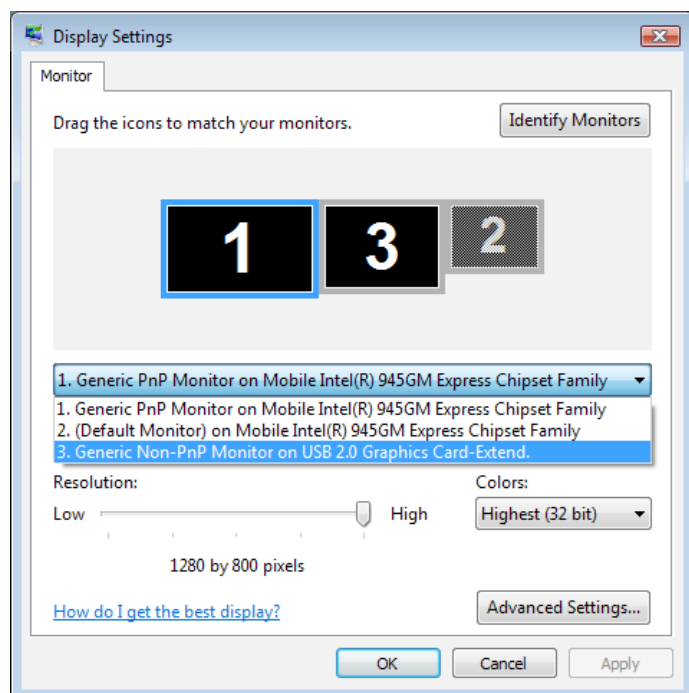 Display Settings
Monitor
Drag the icons to match your monitors.
Identify Monitors
1
3
2
1. Generic PnP Monitor on Mobile Intel(R) 945GM Express Chipset Family
1. Generic PnP Monitor on Mobile Intel(R) 945GM Express Chipset Family
2. (Default Monitor) on Mobile Intel(R) 945GM Express Chipset Family
3. Generic Non-PnP Monitor on USB 2.0 Graphics Card-Extend.
Resolution:
Colors:
Low
High
Highest (32 bit)
1280 by 800 pixels
How do I get the best display?
Advanced Settings...
OK
Cancel
Apply